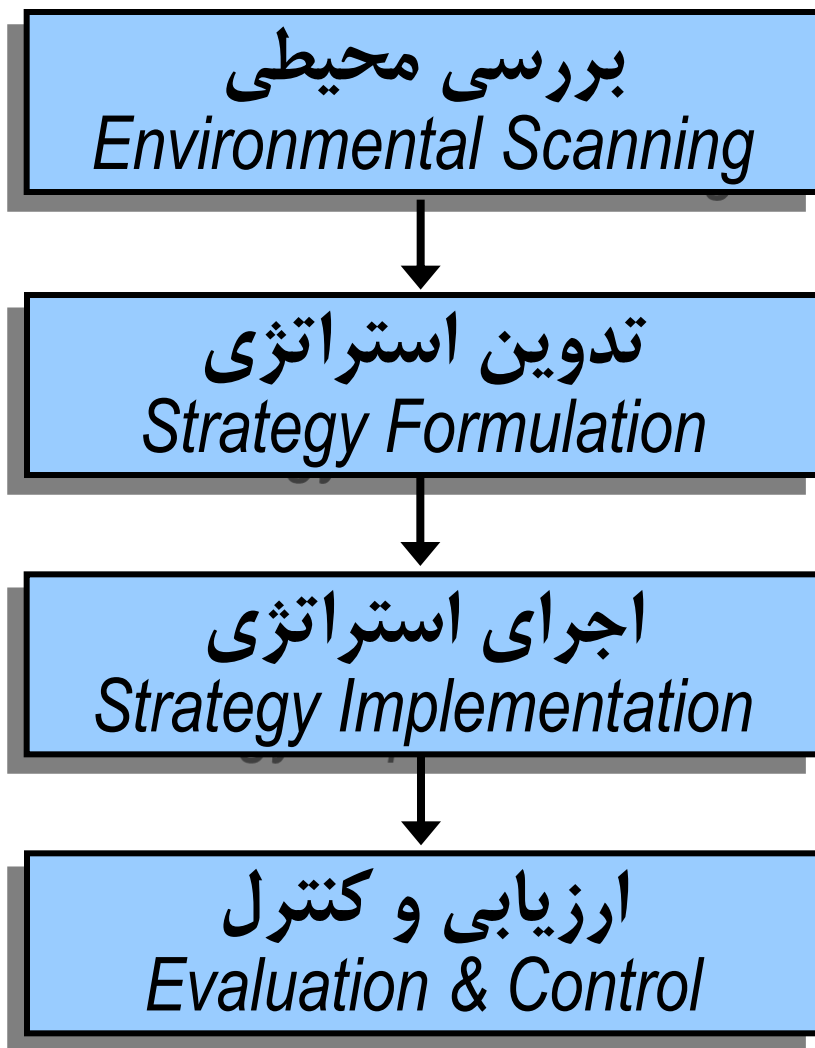 بررسی محیطی
Environmental Scanning
تدوین استراتژی
Strategy Formulation
اجرای استراتژی
Strategy Implementation
ارزیابی و کنترل
Evaluation & Control